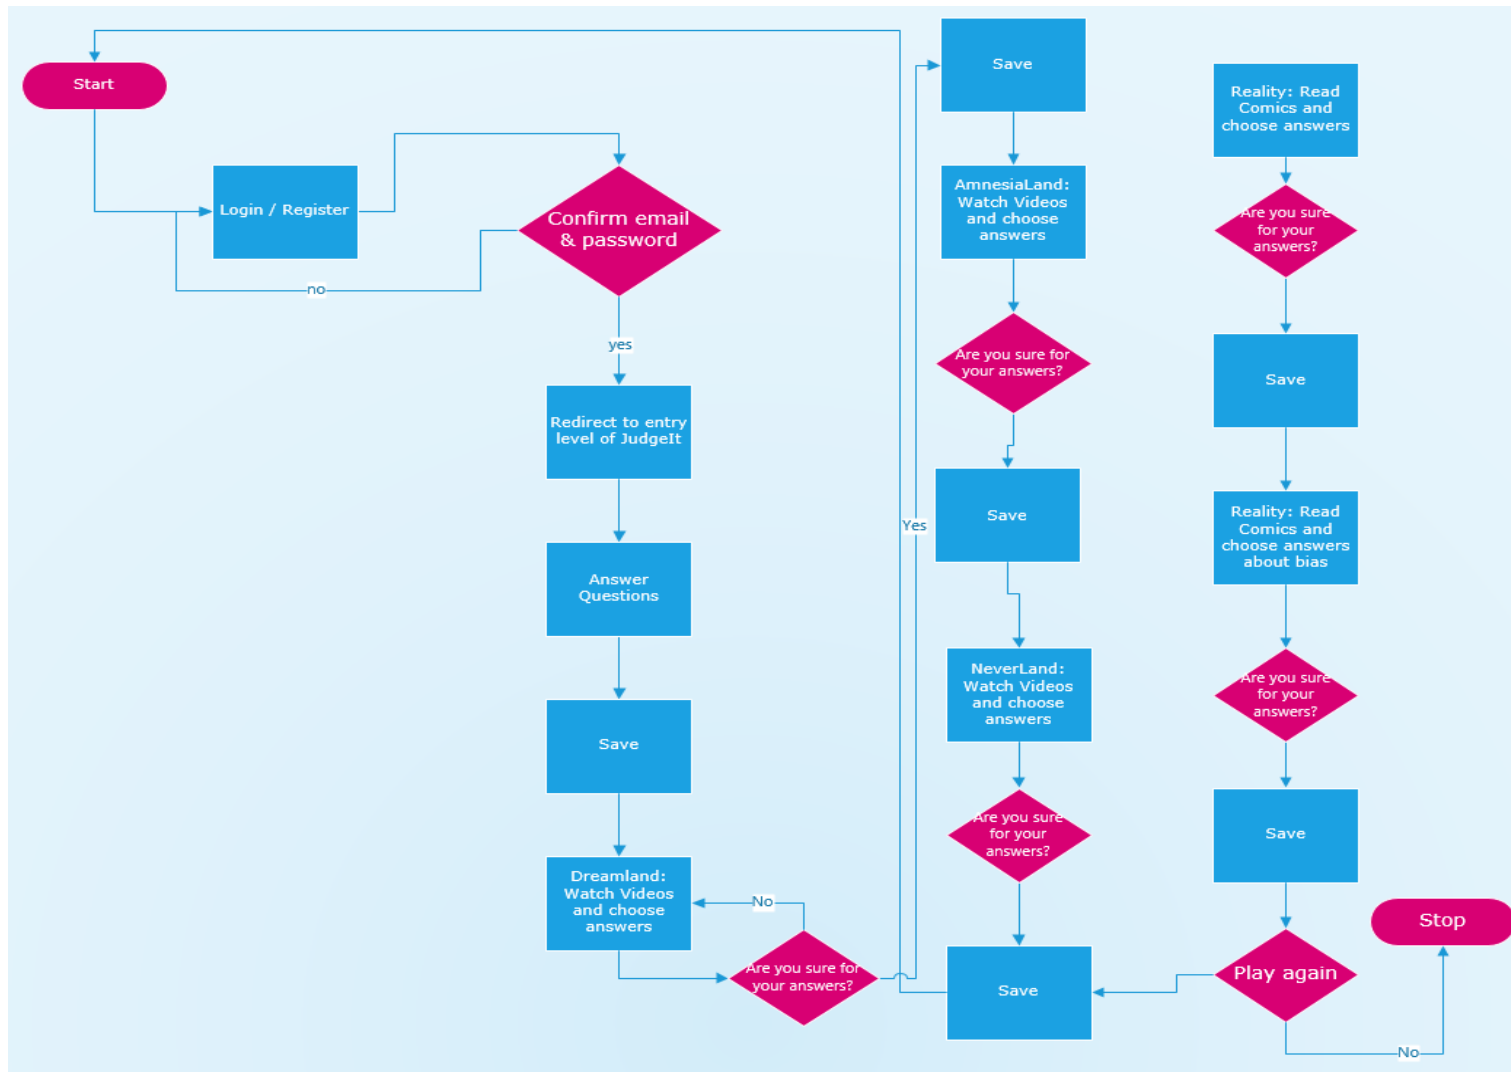 Start
Login / Register
Confirm email
& password
no
yes
Redirect to entry
level of JudgeIt
Answer
Questions
Save
Dreamland:
Watch Videos
and choose
answers
No
Are you sure for
your answers?
Yes
Save
AmnesiaLand:
Watch Videos
and choose
answers
Are you sure for
your answers?
Save
NeverLand:
Watch Videos
and choose
answers
Are you sure
for your
answers?
Save
Reality: Read
Comics and
choose answers
Are you sure
for your
answers?
Save
Reality: Read
Comics and
choose answers
about bias
Are you sure
for your
answers?
Save
Play again
No
Stop